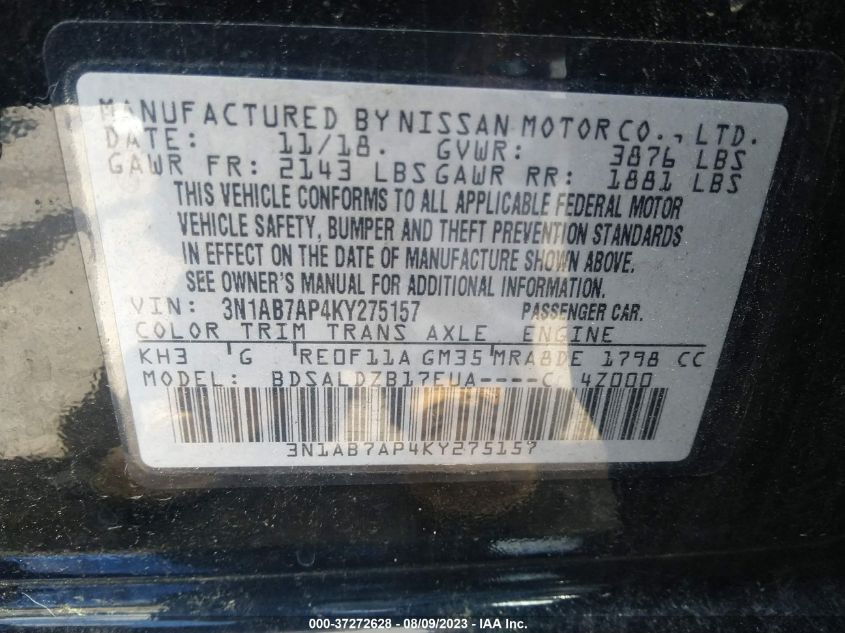 MANUFACTURED BY NISSAN MOTOR CO., LTD.
DATE: 11/18. GVWR: 3876 LBS
GAWR FR: 2143 LBS GAWR RR: 1881 LBS
THIS VEHICLE CONFORMS TO ALL APPLICABLE FEDERAL MOTOR
VEHICLE SAFETY, BUMPER AND THEFT PREVENTION STANDARDS
IN EFFECT ON THE DATE OF MANUFACTURE SHOWN ABOVE.
SEE OWNER'S MANUAL FOR ADDITIONAL INFORMATION.
VIN: 3N1AB7AP4KY275157 PASSENGER CAR.
COLOR TRIM TRANS AXLE ENGINE
KH3 G RE0F11A GM35 MRA8DE 1798 CC
MODEL: BDSALDZB17EUA----C 4Z000
3N1AB7AP4KY275157
000-37272628 - 08/09/2023 - IAA Inc.